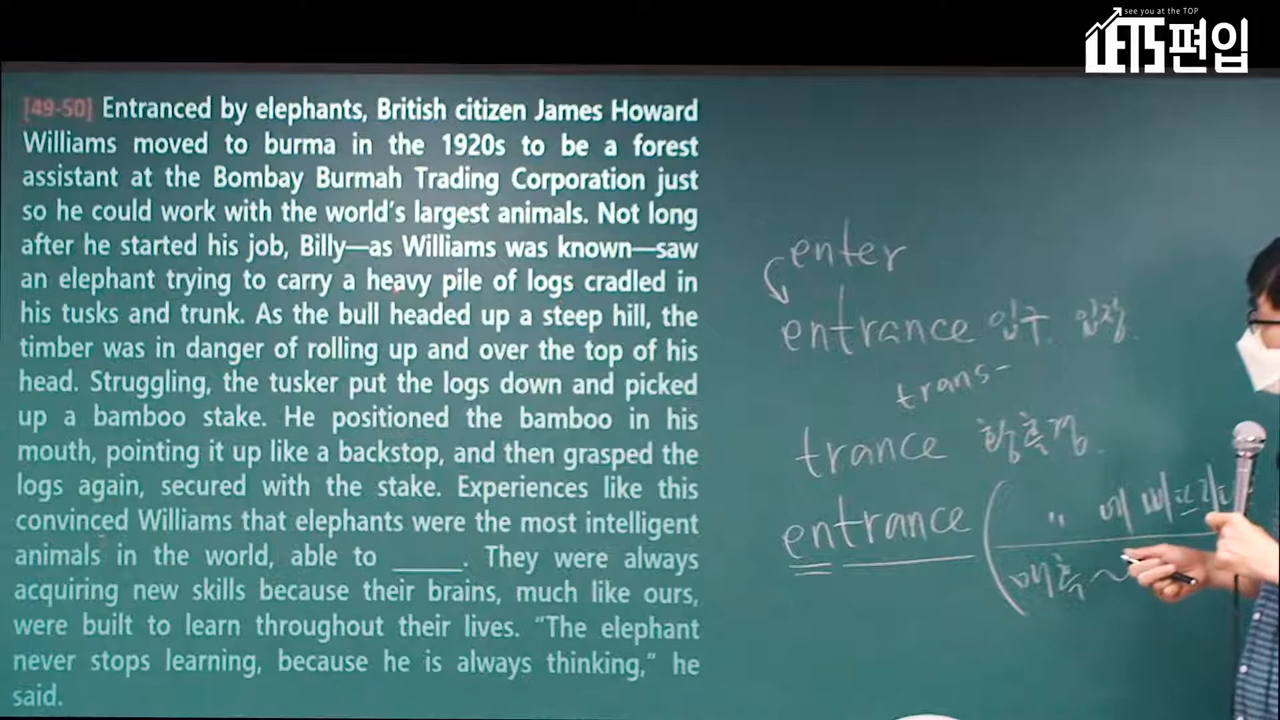 see you at the TOP
LETS편입
[49-50] Entranced by elephants, British citizen James Howard
Williams moved to burma in the 1920s to be a forest
assistant at the Bombay Burmah Trading Corporation just
so he could work with the world's largest animals. Not long
after he started his job, Billy—as Williams was known—saw
an elephant trying to carry a heavy pile of logs cradled in
his tusks and trunk. As the bull headed up a steep hill, the
timber was in danger of rolling up and over the top of his
head. Struggling, the tusker put the logs down and picked
up a bamboo stake. He positioned the bamboo in his
mouth, pointing it up like a backstop, and then grasped the
logs again, secured with the stake. Experiences like this
convinced Williams that elephants were the most intelligent
animals in the world, able to _____. They were always
acquiring new skills because their brains, much like ours,
were built to learn throughout their lives. "The elephant
never stops learning, because he is always thinking," he
said.
enter
entrance 입구. 입장.
trans-
trance 황홀경.
entrance ( " 에 빠뜨리다
매혹~